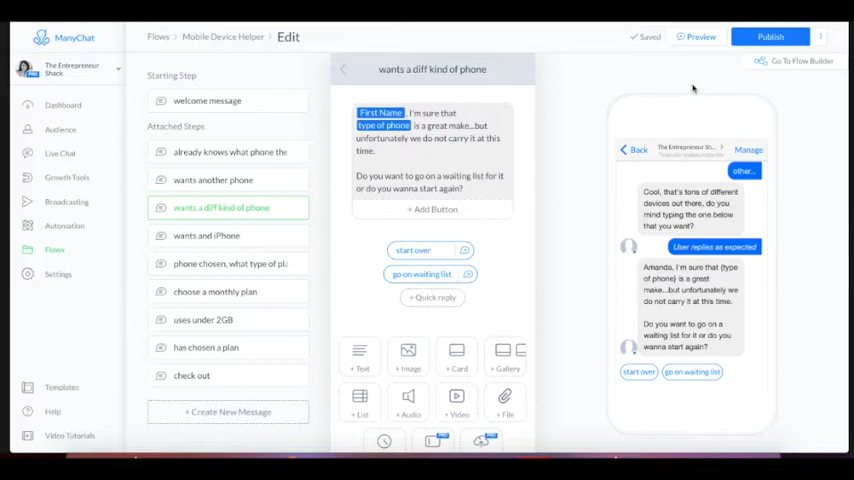 ManyChat
Flows > Mobile Device Helper > Edit
Saved
Preview
Publish
The Entrepreneur
Shack
PRO
Go To Flow Builder
Dashboard
Audience
Live Chat
Growth Tools
Broadcasting
Automation
Flows
Settings
Templates
Help
Video Tutorials
Starting Step
welcome message
Attached Steps
already knows what phone the
wants another phone
wants a diff kind of phone
wants and iPhone
phone chosen, what type of pla
choose a monthly plan
uses under 2GB
has chosen a plan
check out
+ Create New Message
wants a diff kind of phone
First Name , I'm sure that
type of phone is a great make...but
unfortunately we do not carry it at this
time.
Do you want to go on a waiting list for it
or do you wanna start again?
+ Add Button
start over
go on waiting list
+ Quick reply
+ Text
+ Image
+ Card
+ Gallery
+ List
+ Audio
+ Video
+ File
PRO
PRO
Back
The Entrepreneur Shac...
Manage
other...
Cool, that's tons of different
devices out there, do you
mind typing the one below
that you want?
User replies as expected
Amanda, I'm sure that {type
of phone} is a great
make...but unfortunately we
do not carry it at this time.
Do you want to go on a
waiting list for it or do you
wanna start again?
start over
go on waiting list